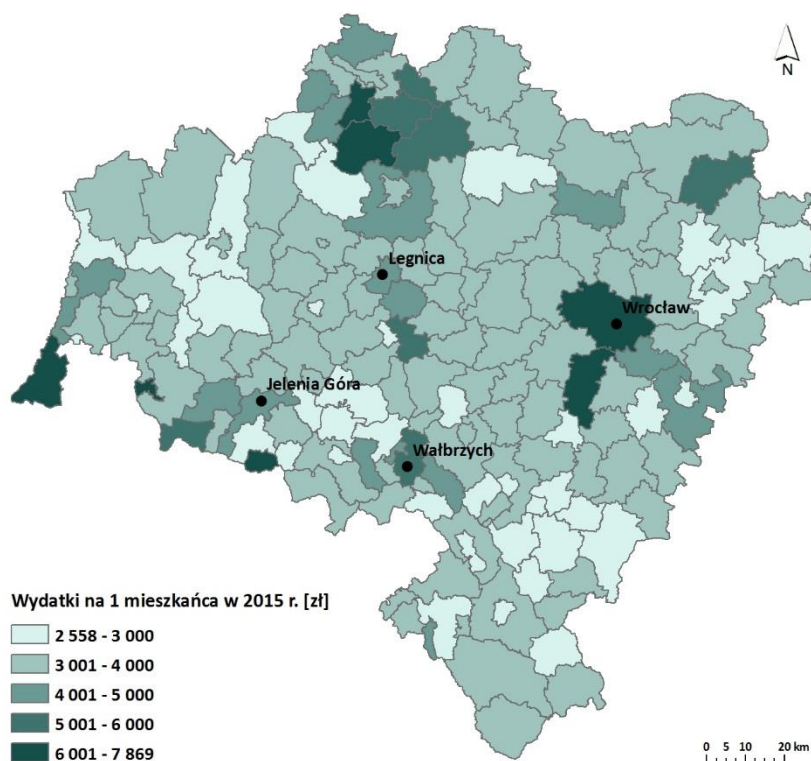 N
Legnica
Wrocław
Jelenia Góra
Wałbrzych
Wydatki na 1 mieszkańca w 2015 r. [zł]
2 558 - 3 000
3 001 - 4 000
4 001 - 5 000
5 001 - 6 000
6 001 - 7 869
0 5 10 20 km